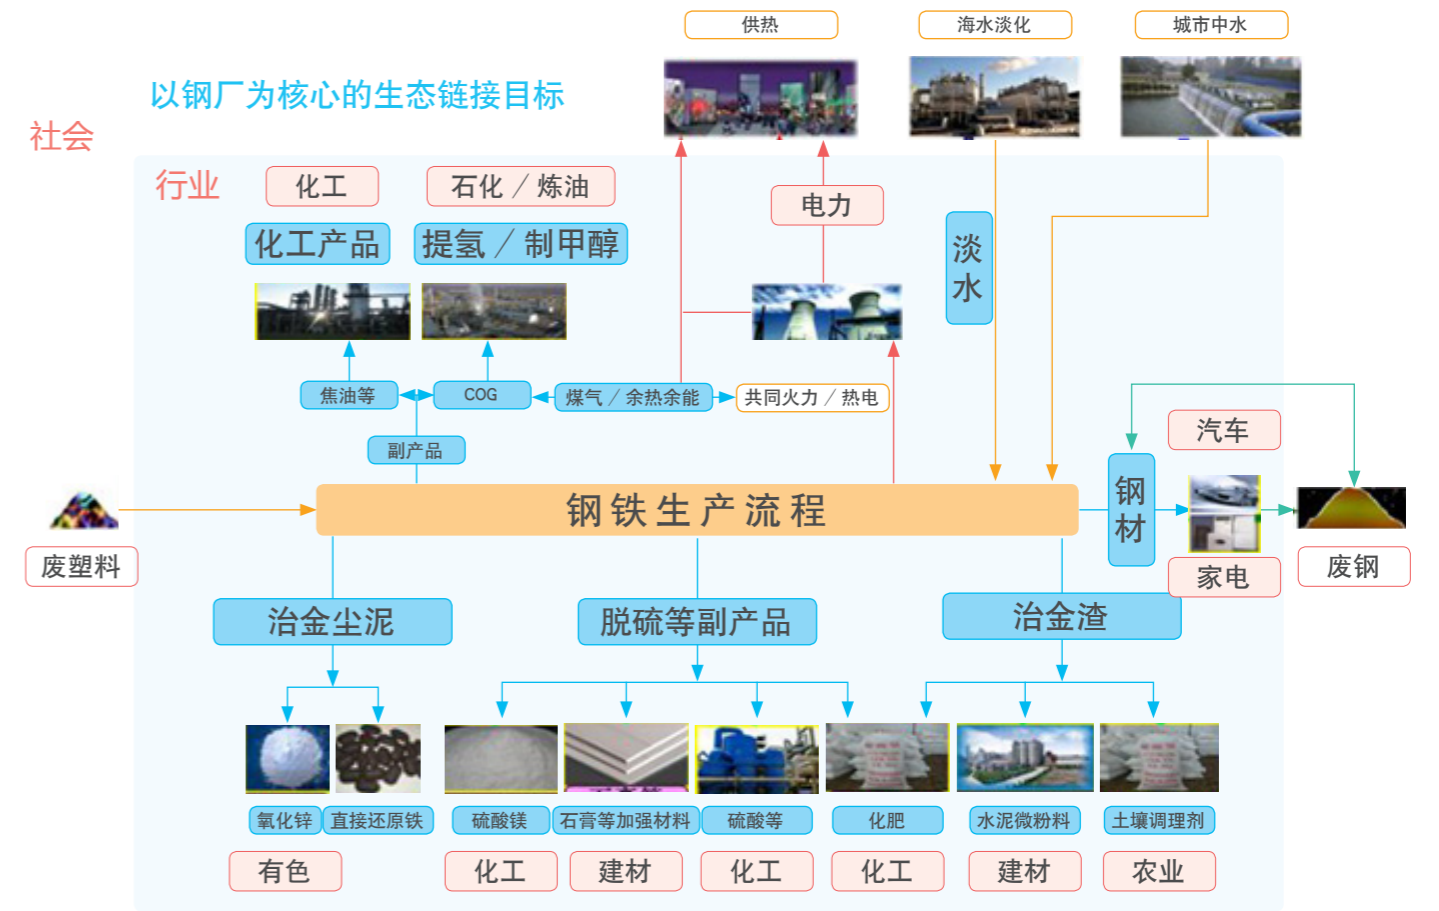 供热
海水淡化
城市中水
以钢厂为核心的生态链接目标
社会
行业
化工
石化 / 炼油
电力
化工产品
提氢 / 制甲醇
淡水
焦油等
COG
煤气 / 余热余能
共同火力 / 热电
副产品
汽车
钢铁生产流程
钢材
废塑料
家电
废钢
治金尘泥
脱硫等副产品
治金渣
氧化锌
直接还原铁
硫酸镁
石膏等加强材料
硫酸等
化肥
水泥微粉料
土壤调理剂
有色
化工
建材
化工
化工
建材
农业